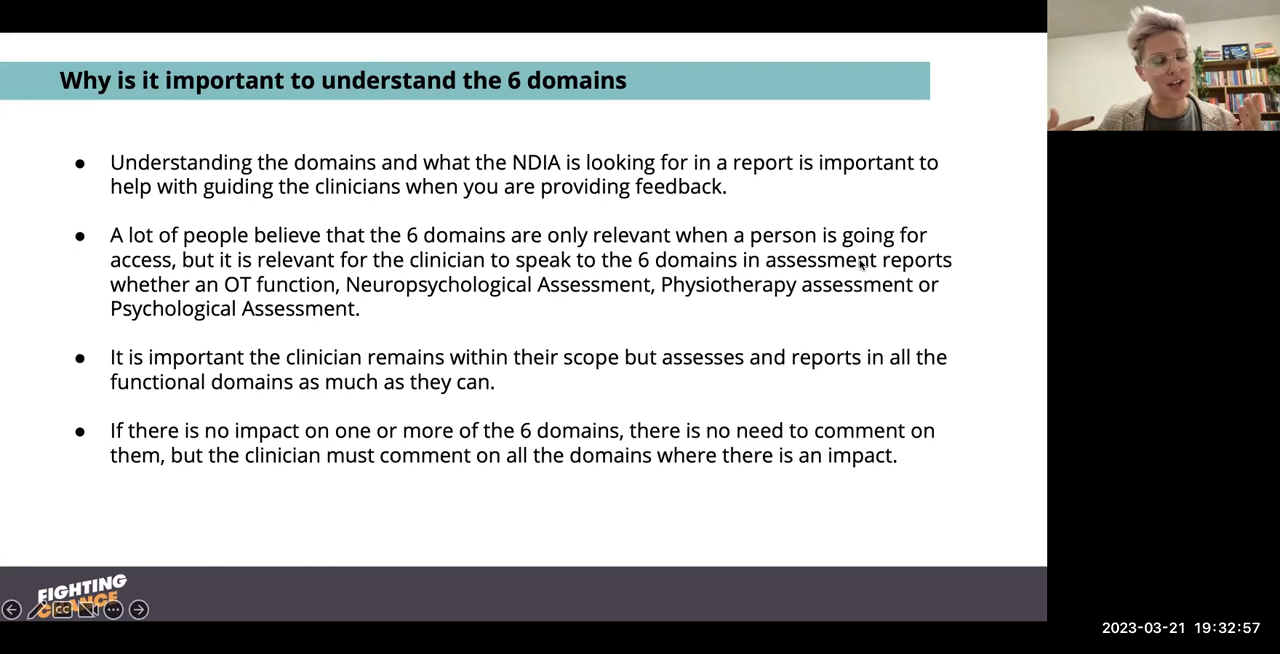 Why is it important to understand the 6 domains
● Understanding the domains and what the NDIA is looking for in a report is important to
help with guiding the clinicians when you are providing feedback.
● A lot of people believe that the 6 domains are only relevant when a person is going for
access, but it is relevant for the clinician to speak to the 6 domains in assessment reports
whether an OT function, Neuropsychological Assessment, Physiotherapy assessment or
Psychological Assessment.
● It is important the clinician remains within their scope but assesses and reports in all the
functional domains as much as they can.
● If there is no impact on one or more of the 6 domains, there is no need to comment on
them, but the clinician must comment on all the domains where there is an impact.
FIGHTING
CHANCE
CC
2023-03-21 19:32:57